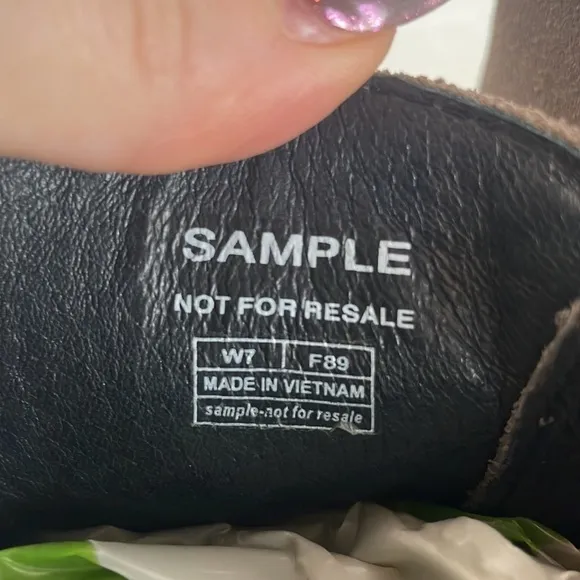 SAMPLE
NOT FOR RESALE
W7 F89
MADE IN VIETNAM
sample-not for resale